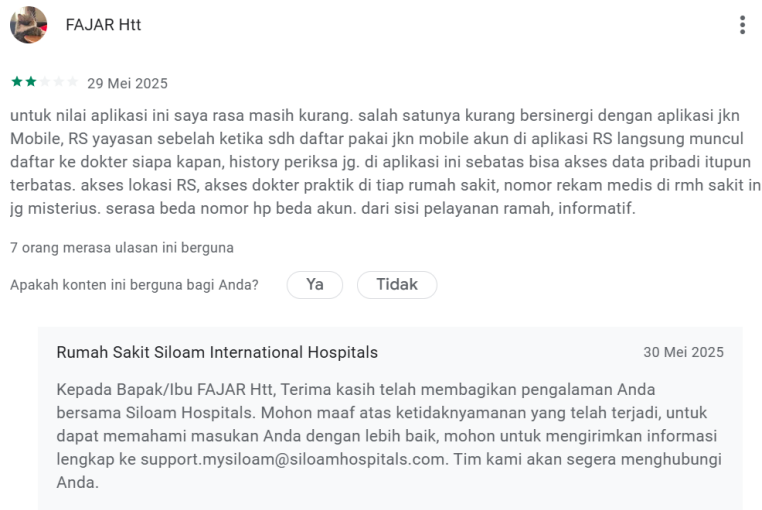 FAJAR Htt
29 Mei 2025
untuk nilai aplikasi ini saya rasa masih kurang. salah satunya kurang bersinergi dengan aplikasi jkn
Mobile, RS yayasan sebelah ketika sdh daftar pakai jkn mobile akun di aplikasi RS langsung muncul
daftar ke dokter siapa kapan, history periksa jg. di aplikasi ini sebatas bisa akses data pribadi itupun
terbatas. akses lokasi RS, akses dokter praktik di tiap rumah sakit, nomor rekam medis di rmh sakit in
jg misterius. serasa beda nomor hp beda akun. dari sisi pelayanan ramah, informatif.
7 orang merasa ulasan ini berguna
Apakah konten ini berguna bagi Anda? Ya Tidak
Rumah Sakit Siloam International Hospitals 30 Mei 2025
Kepada Bapak/Ibu FAJAR Htt, Terima kasih telah membagikan pengalaman Anda
bersama Siloam Hospitals. Mohon maaf atas ketidaknyamanan yang telah terjadi, untuk
dapat memahami masukan Anda dengan lebih baik, mohon untuk mengirimkan informasi
lengkap ke support.mysiloam@siloamhospitals.com. Tim kami akan segera menghubungi
Anda.